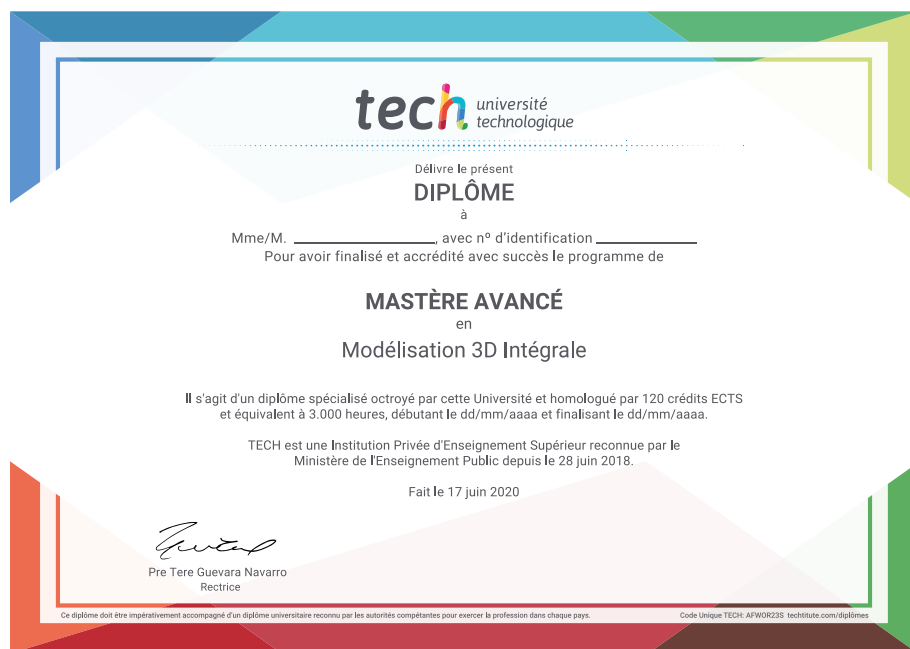 tech université
technologique
Délivre le présent
DIPLÔME
à
Mme/M. ____________________, avec nº d'identification ______________
Pour avoir finalisé et accrédité avec succès le programme de
MASTÈRE AVANCÉ
en
Modélisation 3D Intégrale
Il s'agit d'un diplôme spécialisé octroyé par cette Université et homologué par 120 crédits ECTS
et équivalent à 3.000 heures, débutant le dd/mm/aaaa et finalisant le dd/mm/aaaa.
TECH est une Institution Privée d'Enseignement Supérieur reconnue par le
Ministère de l'Enseignement Public depuis le 28 juin 2018.
Fait le 17 juin 2020
Pre Tere Guevara Navarro
Rectrice
Ce diplôme doit être impérativement accompagné d'un diplôme universitaire reconnu par les autorités compétantes pour exercer la profession dans chaque pays.
Code Unique TECH: AFWOR23S techtitute.com/diplômes